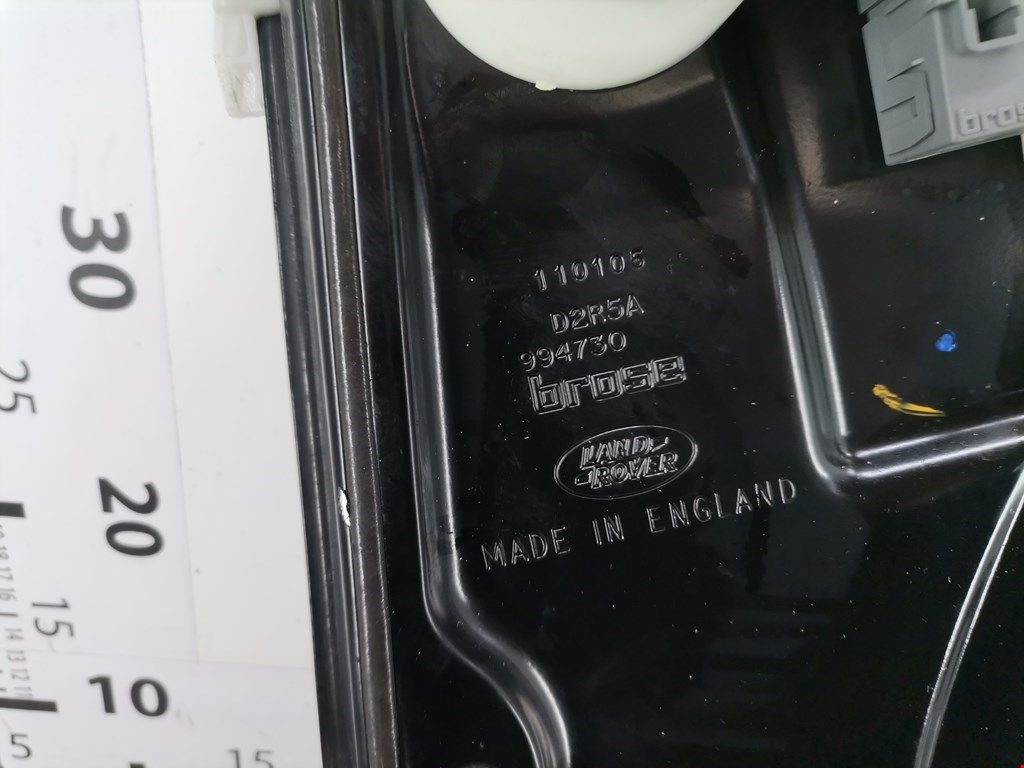 brose
110105
D2R5A
994730
brose
LAND-
-ROVER
MADE IN ENGLAND
30
25
20
15
10
5
15